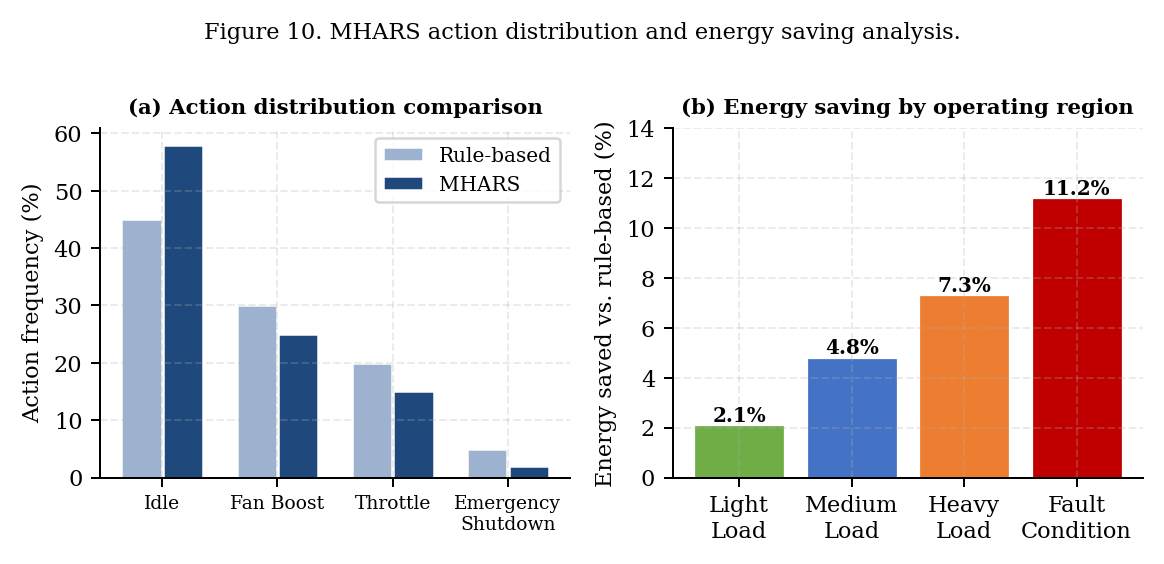 Figure 10. MHARS action distribution and energy saving analysis.
(a) Action distribution comparison
Action frequency (%)
60
50
40
30
20
10
0
Rule-based
MHARS
Idle
Fan Boost
Throttle
Emergency
Shutdown
(b) Energy saving by operating region
Energy saved vs. rule-based (%)
14
12
10
8
6
4
2
0
2.1%
4.8%
7.3%
11.2%
Light
Load
Medium
Load
Heavy
Load
Fault
Condition